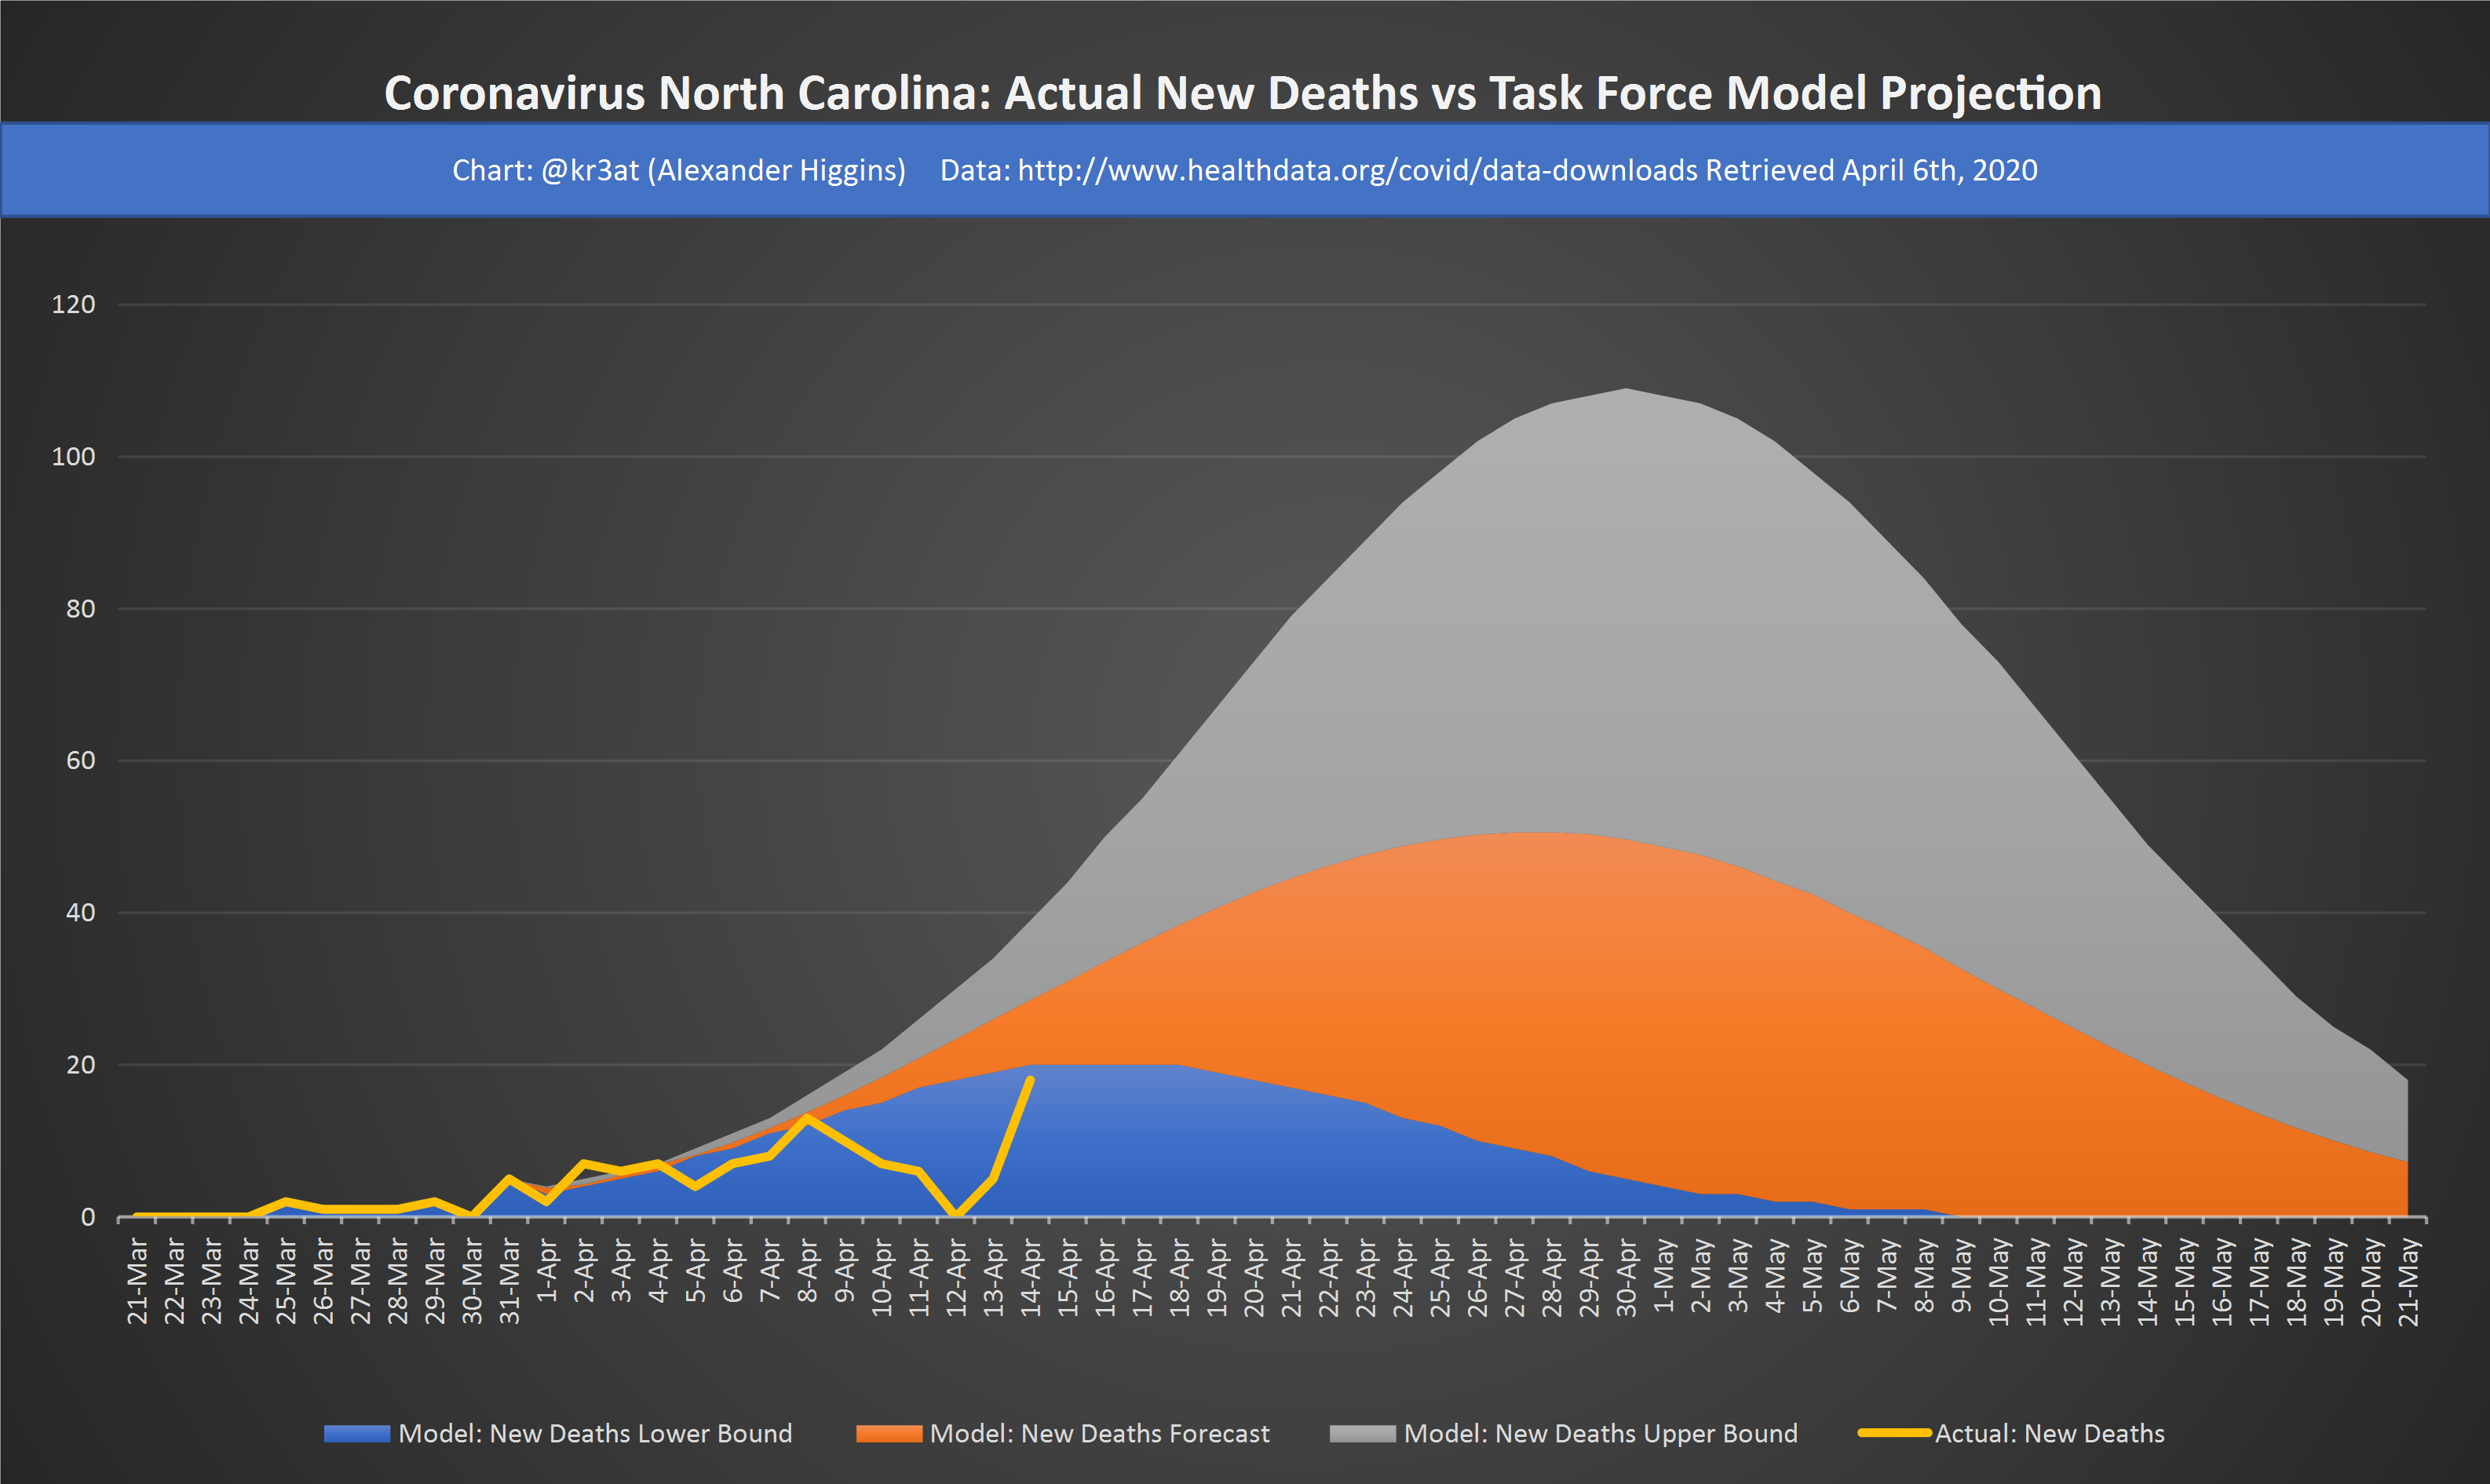 Coronavirus North Carolina: Actual New Deaths vs Task Force Model Projection
Chart: @kr3at (Alexander Higgins) Data: http://www.healthdata.org/covid/data-downloads Retrieved April 6th, 2020
120
100
80
60
40
20
0
21-Mar
22-Mar
23-Mar
24-Mar
25-Mar
26-Mar
27-Mar
28-Mar
29-Mar
30-Mar
31-Mar
1-Apr
2-Apr
3-Apr
4-Apr
5-Apr
6-Apr
7-Apr
8-Apr
9-Apr
10-Apr
11-Apr
12-Apr
13-Apr
14-Apr
15-Apr
16-Apr
17-Apr
18-Apr
19-Apr
20-Apr
21-Apr
22-Apr
23-Apr
24-Apr
25-Apr
26-Apr
27-Apr
28-Apr
29-Apr
30-Apr
1-May
2-May
3-May
4-May
5-May
6-May
7-May
8-May
9-May
10-May
11-May
12-May
13-May
14-May
15-May
16-May
17-May
18-May
19-May
20-May
21-May
Model: New Deaths Lower Bound
Model: New Deaths Forecast
Model: New Deaths Upper Bound
Actual: New Deaths